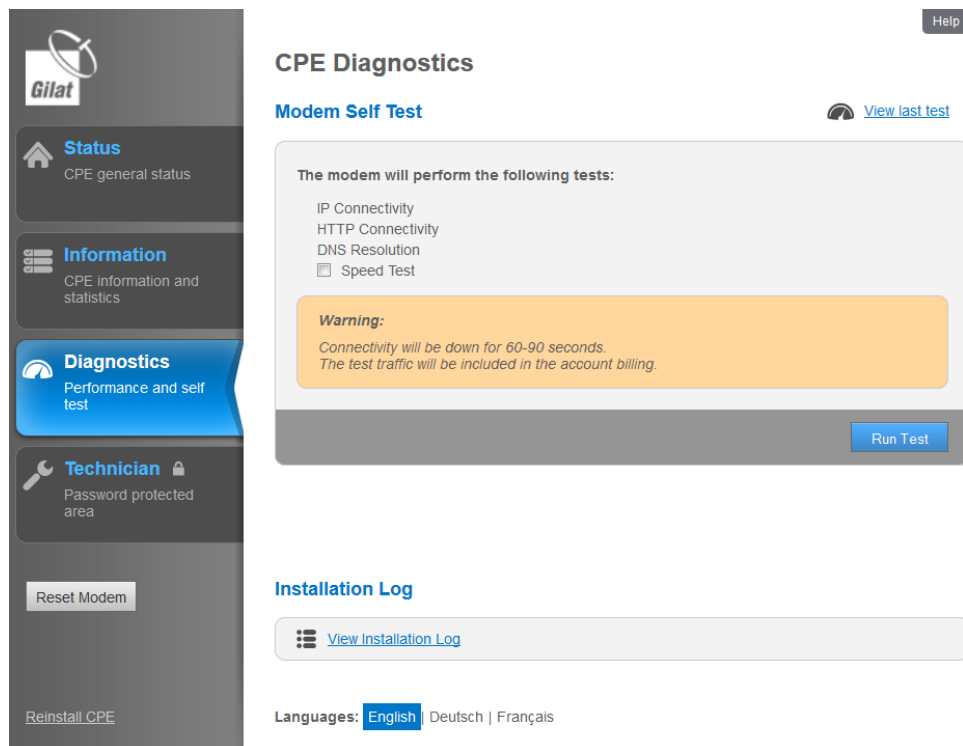 Help
Gilat
CPE Diagnostics
Modem Self Test
View last test
Status
CPE general status
Information
CPE information and
statistics
Diagnostics
Performance and self
test
Technician
Password protected
area
Reset Modem
Reinstall CPE
The modem will perform the following tests:
IP Connectivity
HTTP Connectivity
DNS Resolution
Speed Test
Warning:
Connectivity will be down for 60-90 seconds.
The test traffic will be included in the account billing.
Run Test
Installation Log
View Installation Log
Languages: English | Deutsch | Français